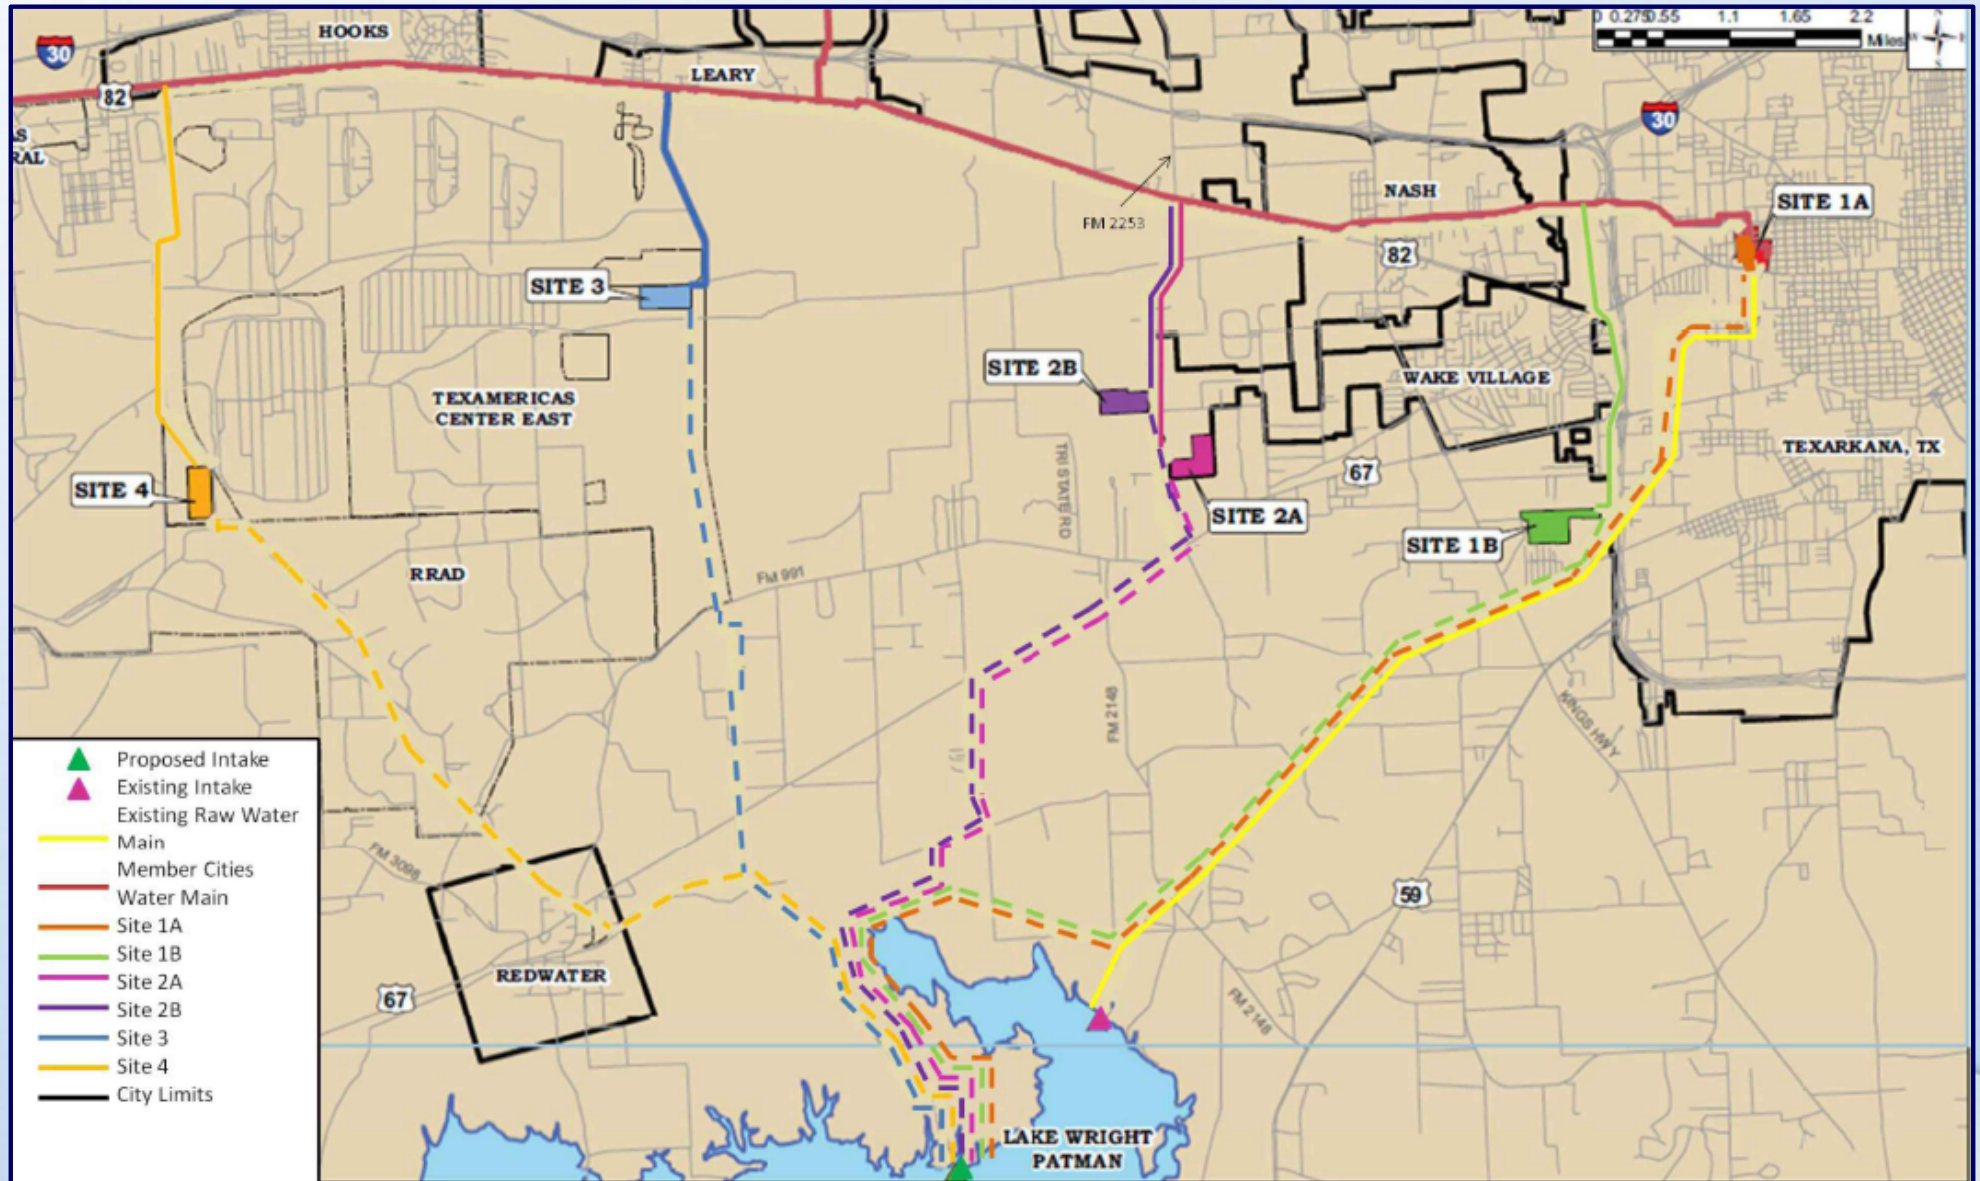 HOOKS
LEARY
0 0.275 0.55 1.1 1.65 2.2
Miles
30
82
30
NASH
SITE 1A
FM 2253
82
SITE 3
SITE 2B
WAKE VILLAGE
TEXAMERICAS
CENTER EAST
TEXARKANA, TX
67
SITE 4
TRI STATE RD
SITE 2A
SITE 1B
RRAD
FM 991
FM 2148
KINGS HWY
Proposed Intake
Existing Intake
Existing Raw Water
Main
Member Cities
Water Main
Site 1A
Site 1B
Site 2A
Site 2B
Site 3
Site 4
City Limits
FM 3098
59
REDWATER
67
FM 2148
LAKE WRIGHT
PATMAN